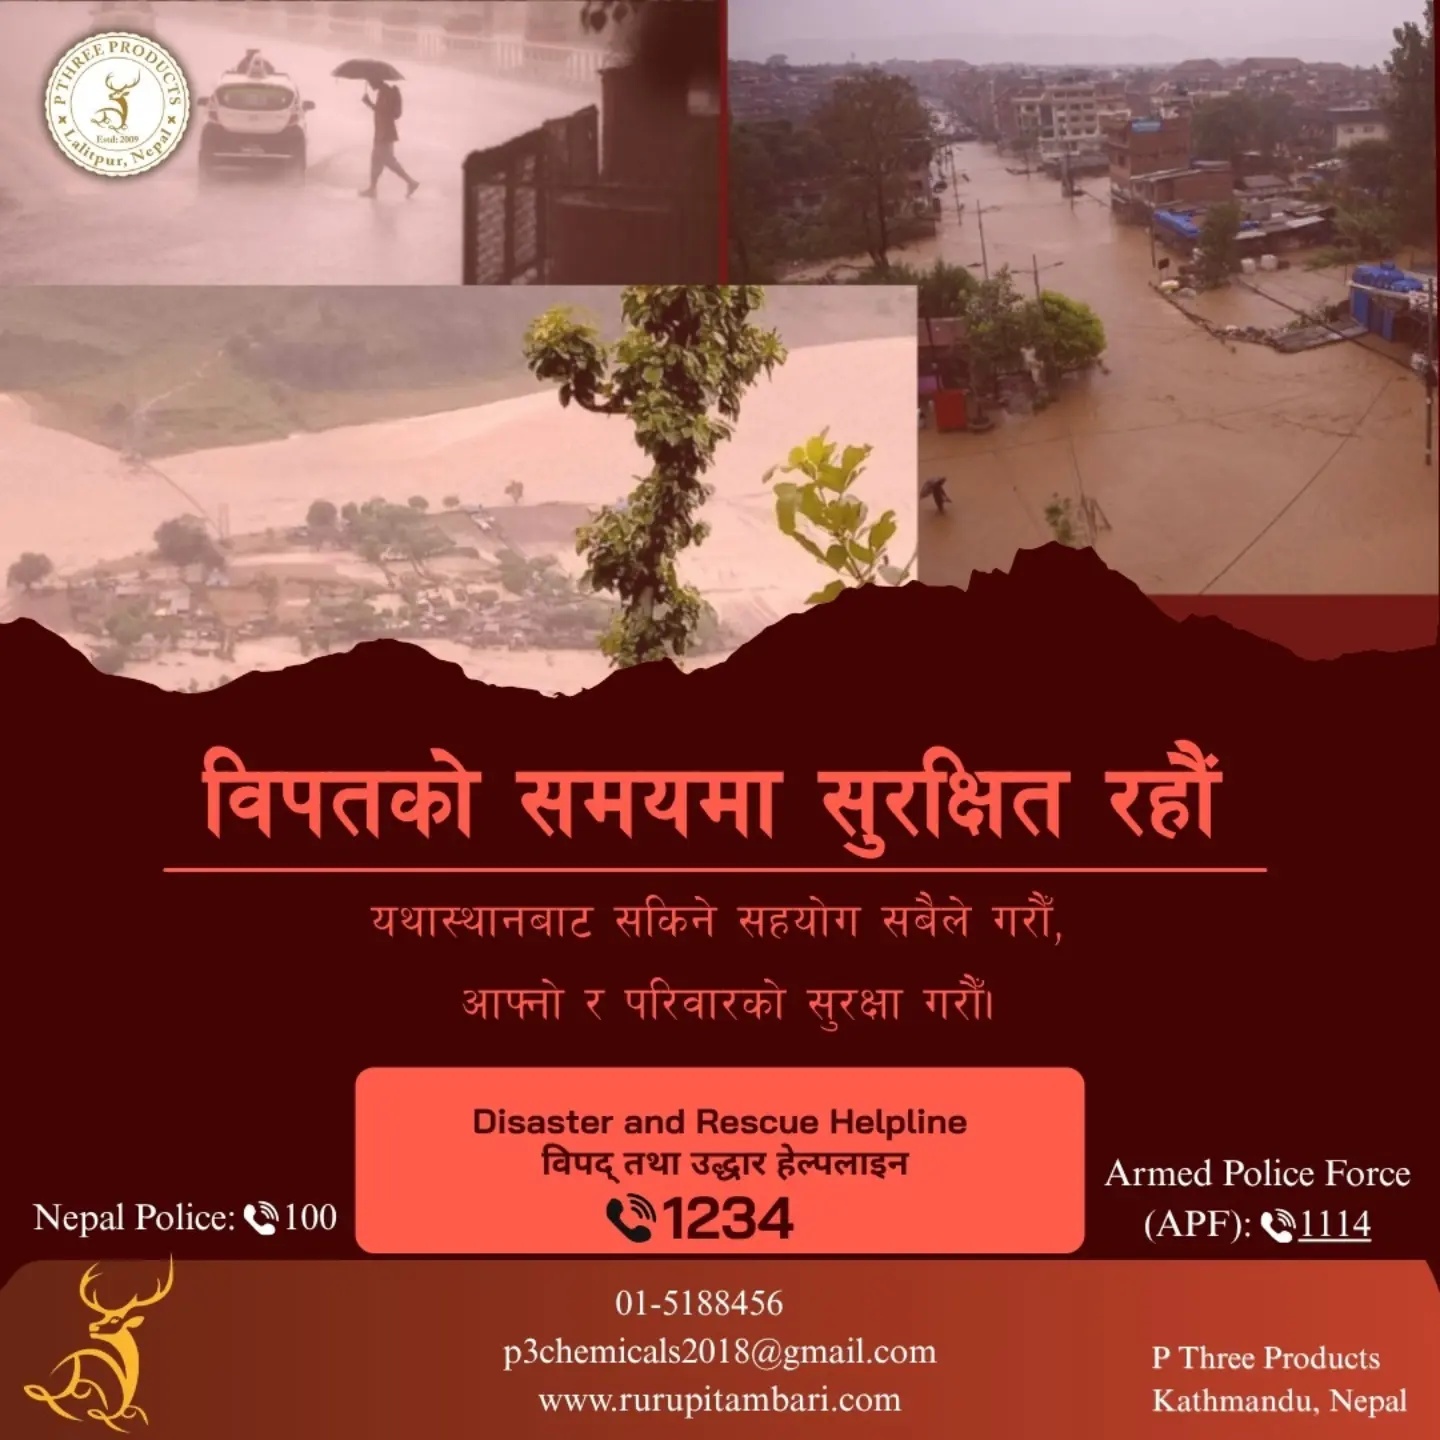 P THREE PRODUCTS
Estd: 2009
Lalitpur, Nepal
विपतको समयमा सुरक्षित रहौं
यथास्थानबाट सकिने सहयोग सबैले गरौँ,
आफ्नो र परिवारको सुरक्षा गरौँ।
Disaster and Rescue Helpline
विपद् तथा उद्धार हेल्पलाइन
1234
Nepal Police: 100
Armed Police Force
(APF): 1114
01-5188456
p3chemicals2018@gmail.com
www.rurupitambari.com
P Three Products
Kathmandu, Nepal